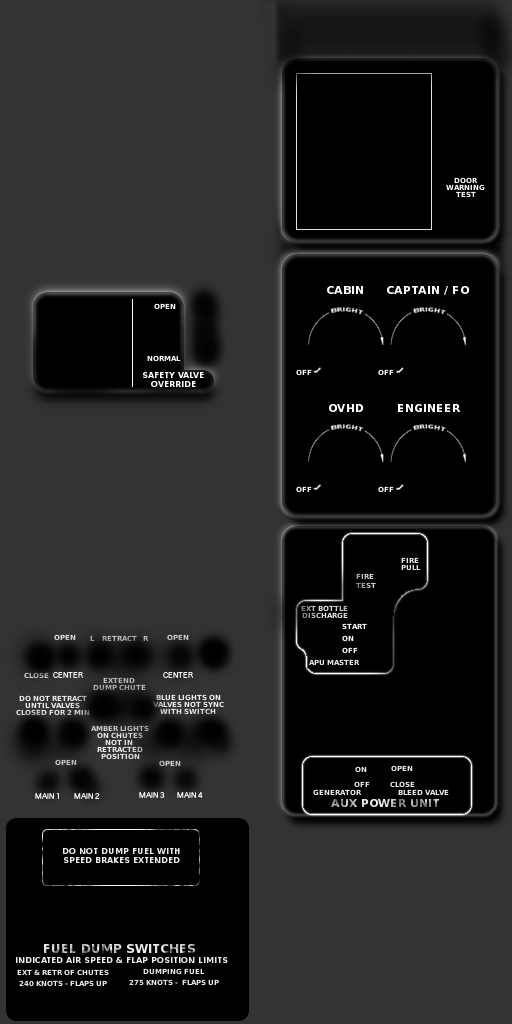 DOOR
WARNING
TEST
CABIN
CAPTAIN / FO
BRIGHT
BRIGHT
OFF
OFF
OVHD
ENGINEER
BRIGHT
BRIGHT
OFF
OFF
OPEN
NORMAL
SAFETY VALVE
OVERRIDE
FIRE
PULL
FIRE
TEST
EXT BOTTLE
DISCHARGE
START
ON
OFF
APU MASTER
ON
OPEN
OFF
CLOSE
GENERATOR
BLEED VALVE
AUX POWER UNIT
OPEN
L RETRACT R
OPEN
CLOSE
CENTER
CENTER
EXTEND
DUMP CHUTE
DO NOT RETRACT
UNTIL VALVES
CLOSED FOR 2 MIN
BLUE LIGHTS ON
VALVES NOT SYNC
WITH SWITCH
AMBER LIGHTS
ON CHUTES
NOT IN
RETRACTED
POSITION
OPEN
OPEN
MAIN 1
MAIN 2
MAIN 3
MAIN 4
DO NOT DUMP FUEL WITH
SPEED BRAKES EXTENDED
FUEL DUMP SWITCHES
INDICATED AIR SPEED & FLAP POSITION LIMITS
EXT & RETR OF CHUTES
240 KNOTS - FLAPS UP
DUMPING FUEL
275 KNOTS - FLAPS UP